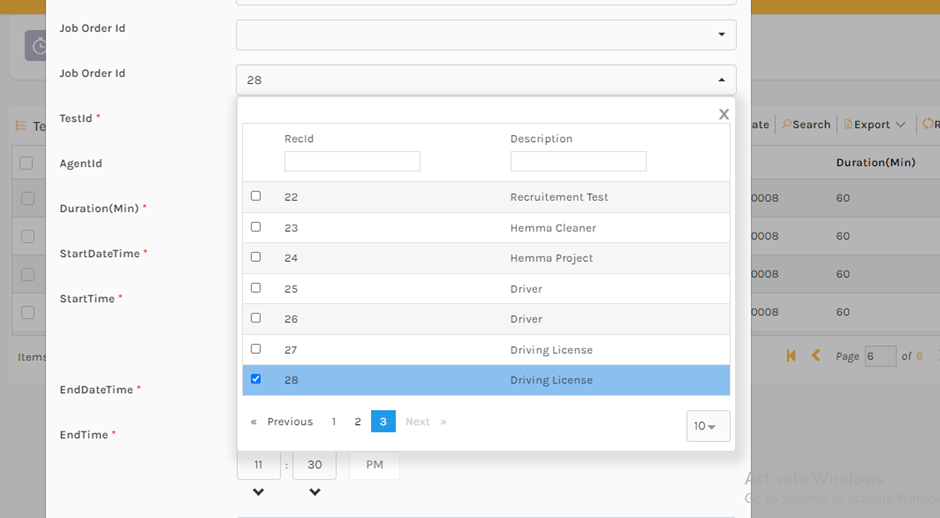 Job Order Id
Job Order Id
28
X
RecId Description
22 Recruitement Test
23 Hemma Cleaner
24 Hemma Project
25 Driver
26 Driver
27 Driving License
28 Driving License
« Previous 1 2 3 Next »
10
TestId *
AgentId
Duration(Min) *
StartDateTime *
StartTime *
EndDateTime *
EndTime *
11 : 30 PM
Te
ate Search Export R
Duration(Min)
0008 60
0008 60
0008 60
0008 60
Items
Page 6 of 6
Activate Windows
Go to Settings to activate Window